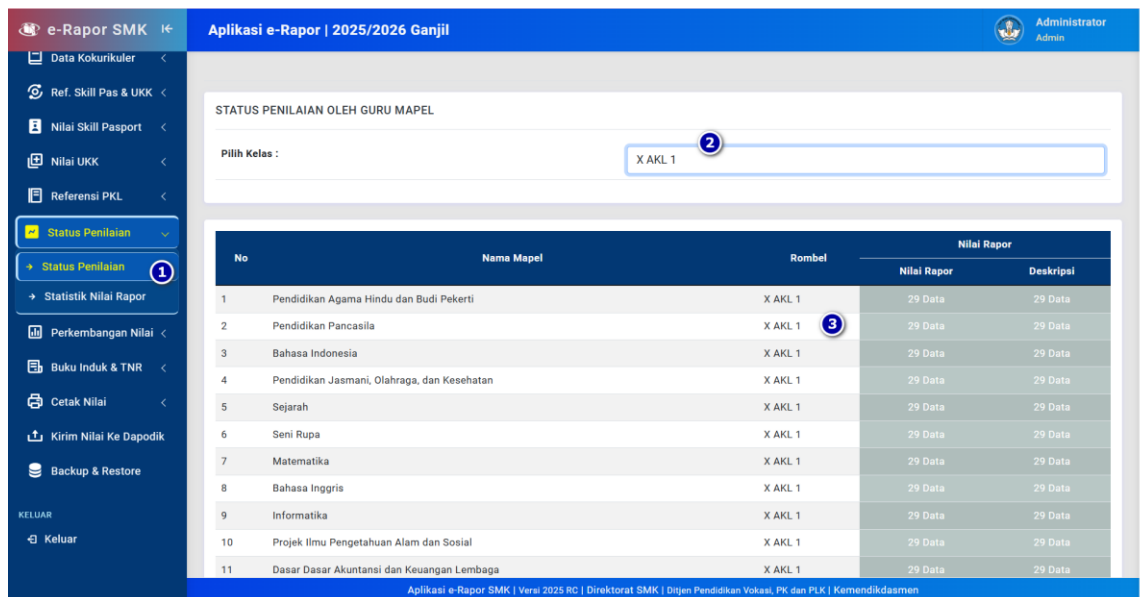 e-Rapor SMK
Aplikasi e-Rapor | 2025/2026 Ganjil
Administrator
Admin
Data Kokurikuler
Ref. Skill Pas & UKK
Nilai Skill Pasport
Nilai UKK
Referensi PKL
Status Penilaian
Status Penilaian
1
Statistik Nilai Rapor
Perkembangan Nilai
Buku Induk & TNR
Cetak Nilai
Kirim Nilai Ke Dapodik
Backup & Restore
KELUAR
Keluar
STATUS PENILAIAN OLEH GURU MAPEL
Pilih Kelas :
2
X AKL 1
No Nama Mapel Rombel Nilai Rapor
Nilai Rapor Deskripsi
1 Pendidikan Agama Hindu dan Budi Pekerti X AKL 1 29 Data 29 Data
2 Pendidikan Pancasila X AKL 1 3 29 Data 29 Data
3 Bahasa Indonesia X AKL 1 29 Data 29 Data
4 Pendidikan Jasmani, Olahraga, dan Kesehatan X AKL 1 29 Data 29 Data
5 Sejarah X AKL 1 29 Data 29 Data
6 Seni Rupa X AKL 1 29 Data 29 Data
7 Matematika X AKL 1 29 Data 29 Data
8 Bahasa Inggris X AKL 1 29 Data 29 Data
9 Informatika X AKL 1 29 Data 29 Data
10 Projek Ilmu Pengetahuan Alam dan Sosial X AKL 1 29 Data 29 Data
11 Dasar Dasar Akuntansi dan Keuangan Lembaga X AKL 1 29 Data 29 Data
Aplikasi e-Rapor SMK | Versi 2025 RC | Direktorat SMK | Ditjen Pendidikan Vokasi, PK dan PLK | Kemendikdasmen